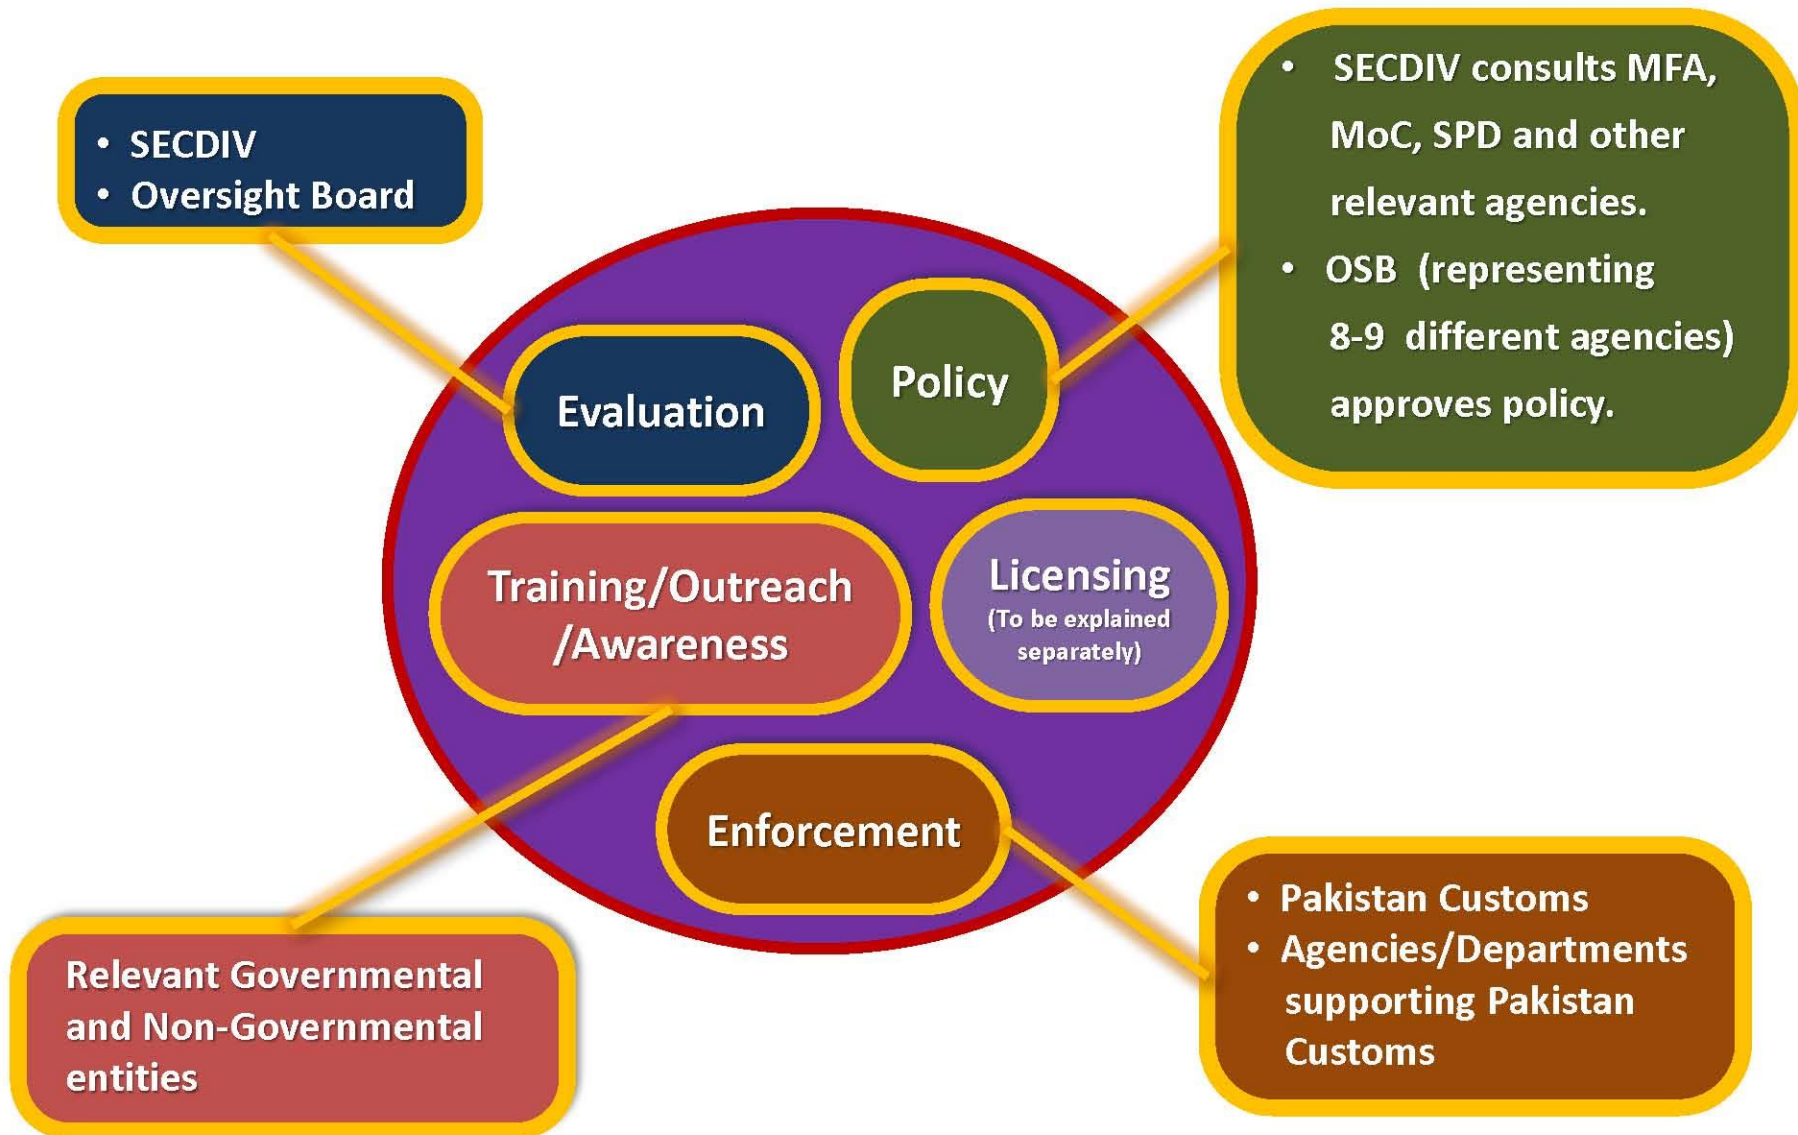 • SECDIV
• Oversight Board
• SECDIV consults MFA,
MoC, SPD and other
relevant agencies.
• OSB (representing
8-9 different agencies)
approves policy.
Evaluation
Policy
Training/Outreach
/Awareness
Licensing
(To be explained
separately)
Enforcement
Relevant Governmental
and Non-Governmental
entities
• Pakistan Customs
• Agencies/Departments
supporting Pakistan
Customs